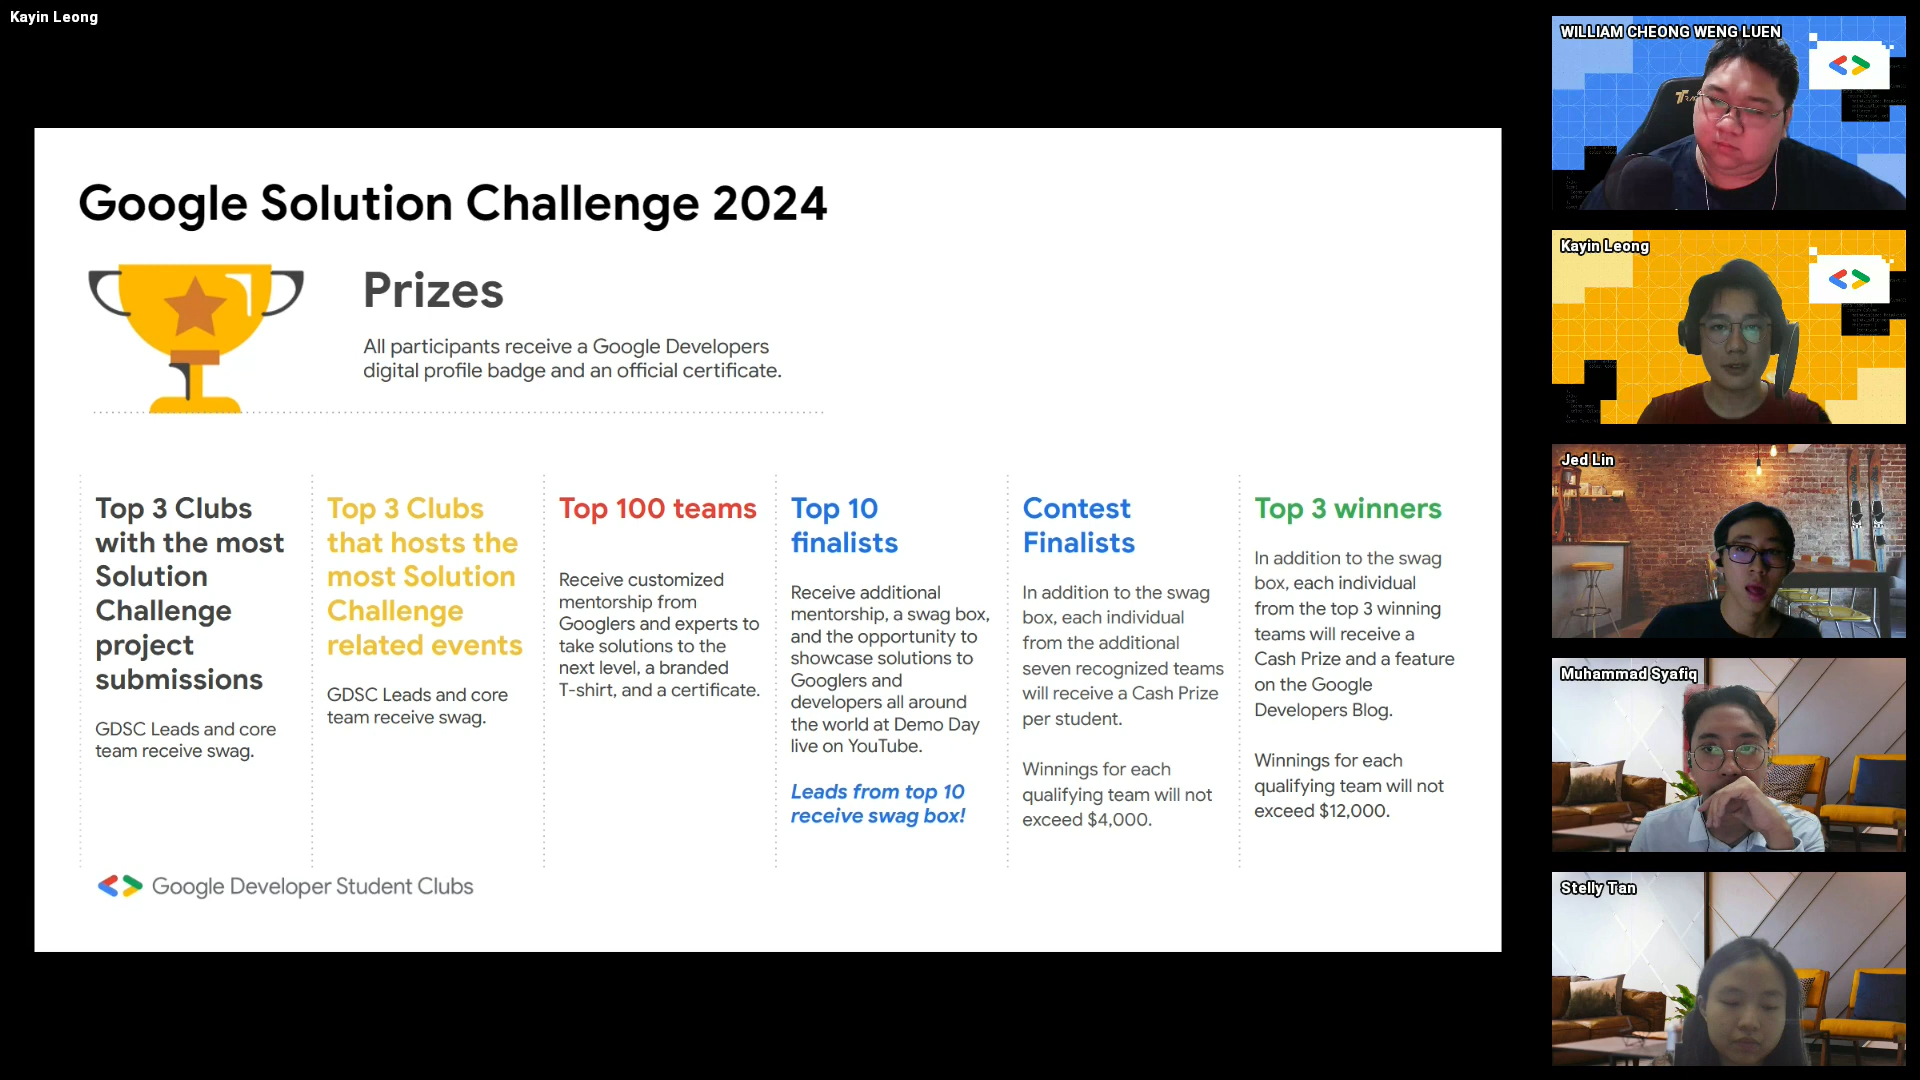 Kayin Leong
Google Solution Challenge 2024
Prizes
All participants receive a Google Developers
digital profile badge and an official certificate.
Top 3 Clubs
with the most
Solution
Challenge
project
submissions
GDSC Leads and core
team receive swag.
Top 3 Clubs
that hosts the
most Solution
Challenge
related events
GDSC Leads and core
team receive swag.
Top 100 teams
Receive customized
mentorship from
Googlers and experts to
take solutions to the
next level, a branded
T-shirt, and a certificate.
Top 10
finalists
Receive additional
mentorship, a swag box,
and the opportunity to
showcase solutions to
Googlers and
developers all around
the world at Demo Day
live on YouTube.
Leads from top 10
receive swag box!
Contest
Finalists
In addition to the swag
box, each individual
from the additional
seven recognized teams
will receive a Cash Prize
per student.
Winnings for each
qualifying team will not
exceed $4,000.
Top 3 winners
In addition to the swag
box, each individual
from the top 3 winning
teams will receive a
Cash Prize and a feature
on the Google
Developers Blog.
Winnings for each
qualifying team will not
exceed $12,000.
Google Developer Student Clubs
WILLIAM CHEONG WENG LUEN
Kayin Leong
Jed Lin
Muhammad Syafiq
Stelly Tan